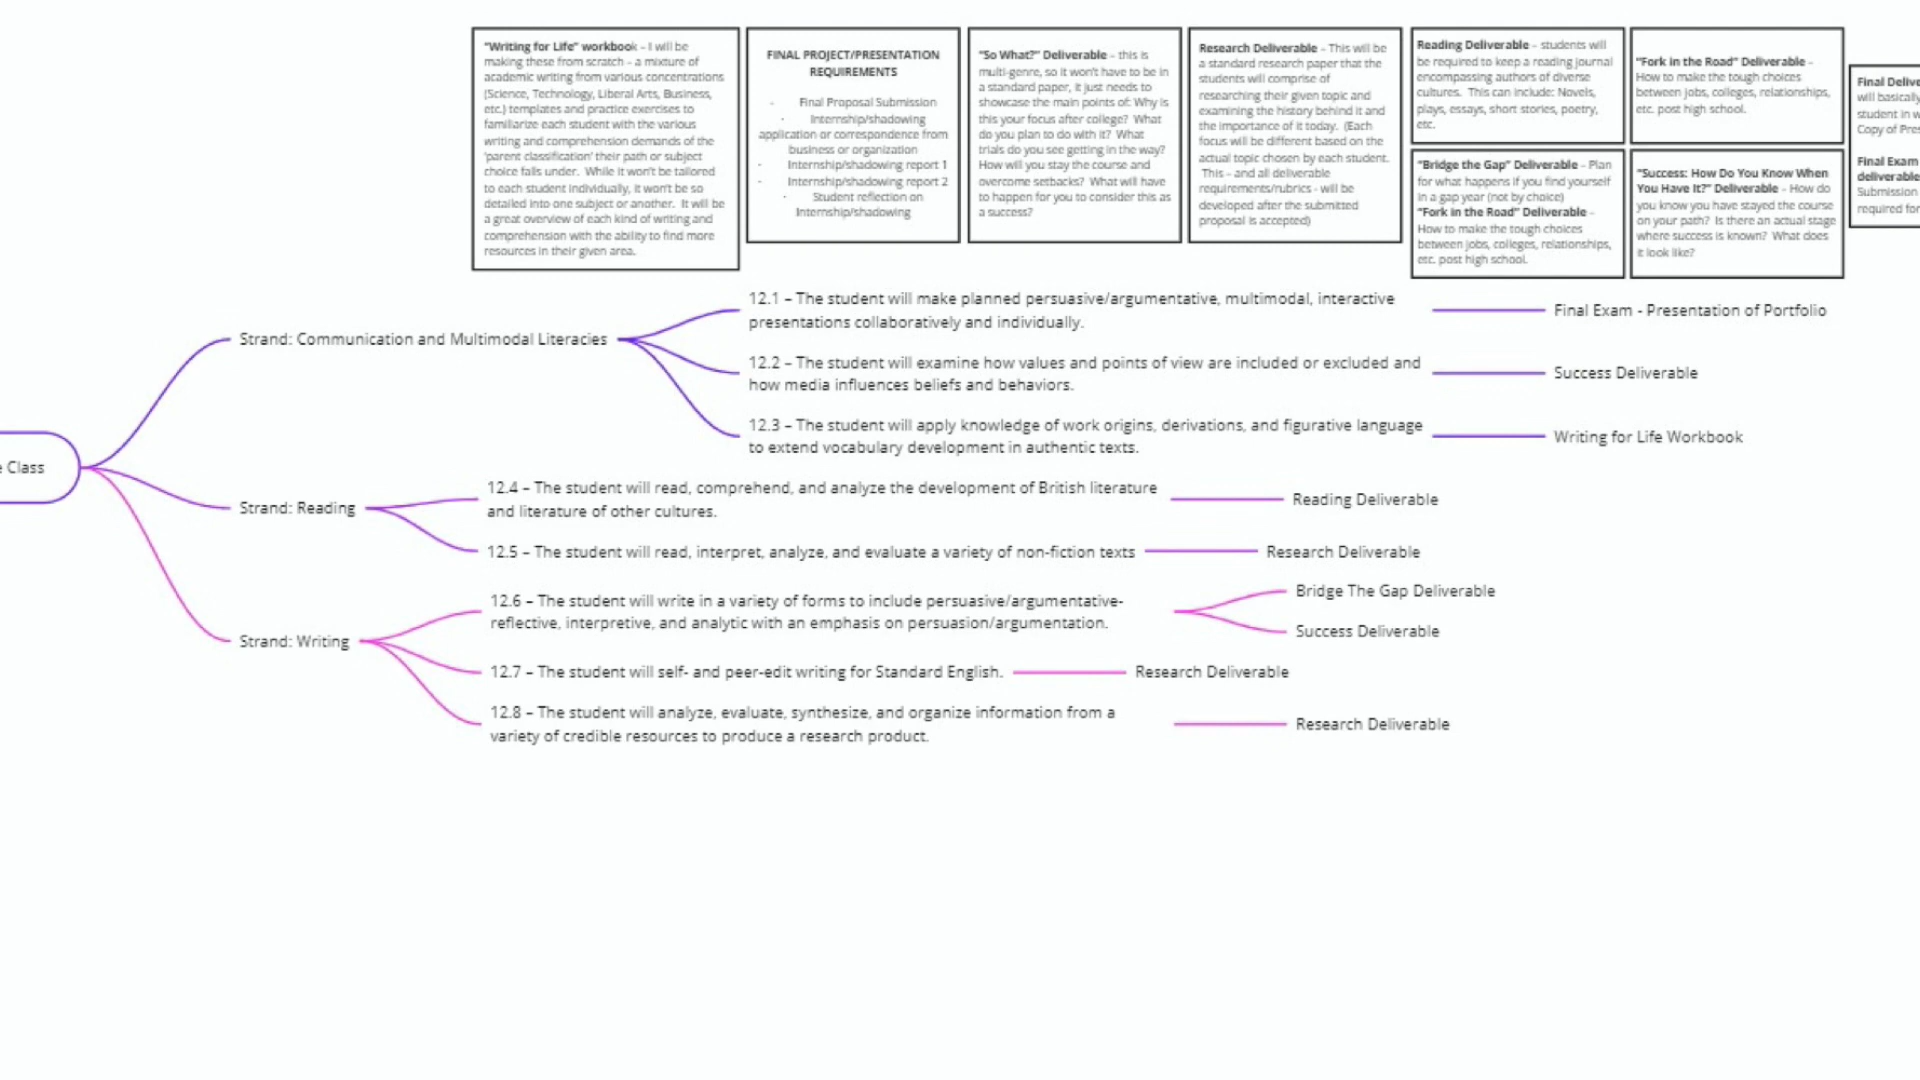 "Writing for Life" workbook – I will be
making these from scratch – a mixture of
academic writing from various concentrations
(Science, Technology, Liberal Arts, Business,
etc.) templates and practice exercises to
familiarize each student with the various
writing and comprehension demands of the
'parent classification' their path or subject
choice falls under. While it won't be tailored
to each student individually, it won't be so
detailed into one subject or another. It will be
a great overview of each kind of writing and
comprehension with the ability to find more
resources in their given area.
FINAL PROJECT/PRESENTATION
REQUIREMENTS
- Final Proposal Submission
- Internship/shadowing
application or correspondence from
business or organization
- Internship/shadowing report 1
- Internship/shadowing report 2
- Student reflection on
Internship/shadowing
"So What?" Deliverable – this is
multi-genre, so it won't have to be in
a standard paper, it just needs to
showcase the main points of: Why is
this your focus after college? What
do you plan to do with it? What
trials do you see getting in the way?
How will you stay the course and
overcome setbacks? What will have
to happen for you to consider this as
a success?
Research Deliverable – This will be
a standard research paper that the
students will comprise of
researching their given topic and
examining the history behind it and
the importance of it today. (Each
focus will be different based on the
actual topic chosen by each student.
This – and all deliverable
requirements/rubrics - will be
developed after the submitted
proposal is accepted)
Reading Deliverable – students will
be required to keep a reading journal
encompassing authors of diverse
cultures. This can include: Novels,
plays, essays, short stories, poetry,
etc.
"Fork in the Road" Deliverable –
How to make the tough choices
between jobs, colleges, relationships,
etc. post high school.
"Bridge the Gap" Deliverable – Plan
for what happens if you find yourself
in a gap year (not by choice)
"Fork in the Road" Deliverable –
How to make the tough choices
between jobs, colleges, relationships,
etc. post high school.
"Success: How Do You Know When
You Have It?" Deliverable – How do
you know you have stayed the course
on your path? Is there an actual stage
where success is known? What does
it look like?
Final Delive
will basically
student in w
Copy of Pres
Final Exam
deliverable
Submission
required for
e Class
Strand: Communication and Multimodal Literacies
12.1 – The student will make planned persuasive/argumentative, multimodal, interactive
presentations collaboratively and individually.
Final Exam - Presentation of Portfolio
12.2 – The student will examine how values and points of view are included or excluded and
how media influences beliefs and behaviors.
Success Deliverable
12.3 – The student will apply knowledge of work origins, derivations, and figurative language
to extend vocabulary development in authentic texts.
Writing for Life Workbook
Strand: Reading
12.4 – The student will read, comprehend, and analyze the development of British literature
and literature of other cultures.
Reading Deliverable
12.5 – The student will read, interpret, analyze, and evaluate a variety of non-fiction texts
Research Deliverable
Strand: Writing
12.6 – The student will write in a variety of forms to include persuasive/argumentative-
reflective, interpretive, and analytic with an emphasis on persuasion/argumentation.
Bridge The Gap Deliverable
Success Deliverable
12.7 – The student will self- and peer-edit writing for Standard English.
Research Deliverable
12.8 – The student will analyze, evaluate, synthesize, and organize information from a
variety of credible resources to produce a research product.
Research Deliverable